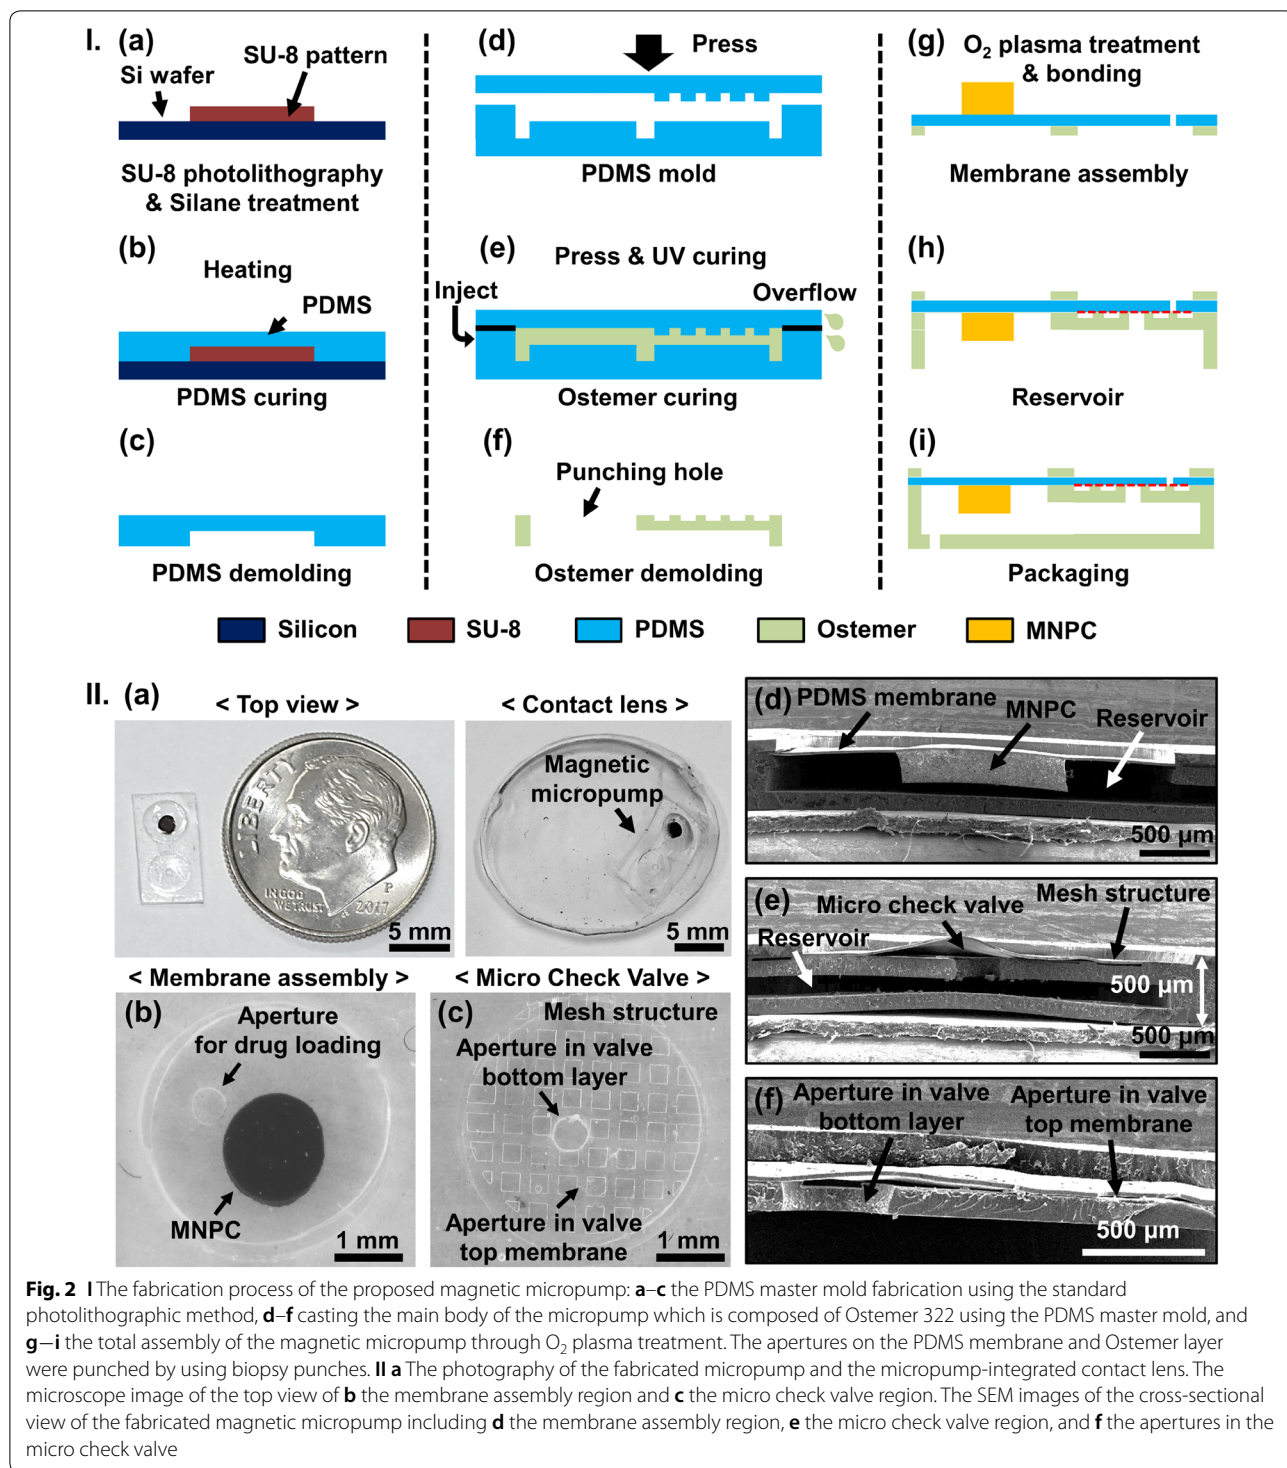 I. (a)
SU-8 pattern
Si wafer
SU-8 photolithography
& Silane treatment
(b)
Heating
PDMS
PDMS curing
(c)
PDMS demolding
(d)
Press
PDMS mold
(e)
Press & UV curing
Inject
Overflow
Ostemer curing
(f)
Punching hole
Ostemer demolding
(g)
O₂ plasma treatment
& bonding
Membrane assembly
(h)
Reservoir
(i)
Packaging
Silicon
SU-8
PDMS
Ostemer
MNPC
II. (a)
< Top view >
LIBERTY
IN GOD
WE TRUST
P
2017
5 mm
< Contact lens >
Magnetic
micropump
5 mm
< Membrane assembly >
(b)
Aperture
for drug loading
MNPC
1 mm
< Micro Check Valve >
(c)
Mesh structure
Aperture in valve
bottom layer
Aperture in valve
top membrane
1 mm
(d)
PDMS membrane
MNPC
Reservoir
500 µm
(e)
Micro check valve
Mesh structure
Reservoir
500 µm
500 µm
(f)
Aperture in valve
bottom layer
Aperture in valve
top membrane
500 µm
Fig. 2 I The fabrication process of the proposed magnetic micropump: a–c the PDMS master mold fabrication using the standard
photolithographic method, d–f casting the main body of the micropump which is composed of Ostemer 322 using the PDMS master mold, and
g—i the total assembly of the magnetic micropump through O₂ plasma treatment. The apertures on the PDMS membrane and Ostemer layer
were punched by using biopsy punches. II a The photography of the fabricated micropump and the micropump-integrated contact lens. The
microscope image of the top view of b the membrane assembly region and c the micro check valve region. The SEM images of the cross-sectional
view of the fabricated magnetic micropump including d the membrane assembly region, e the micro check valve region, and f the apertures in the
micro check valve